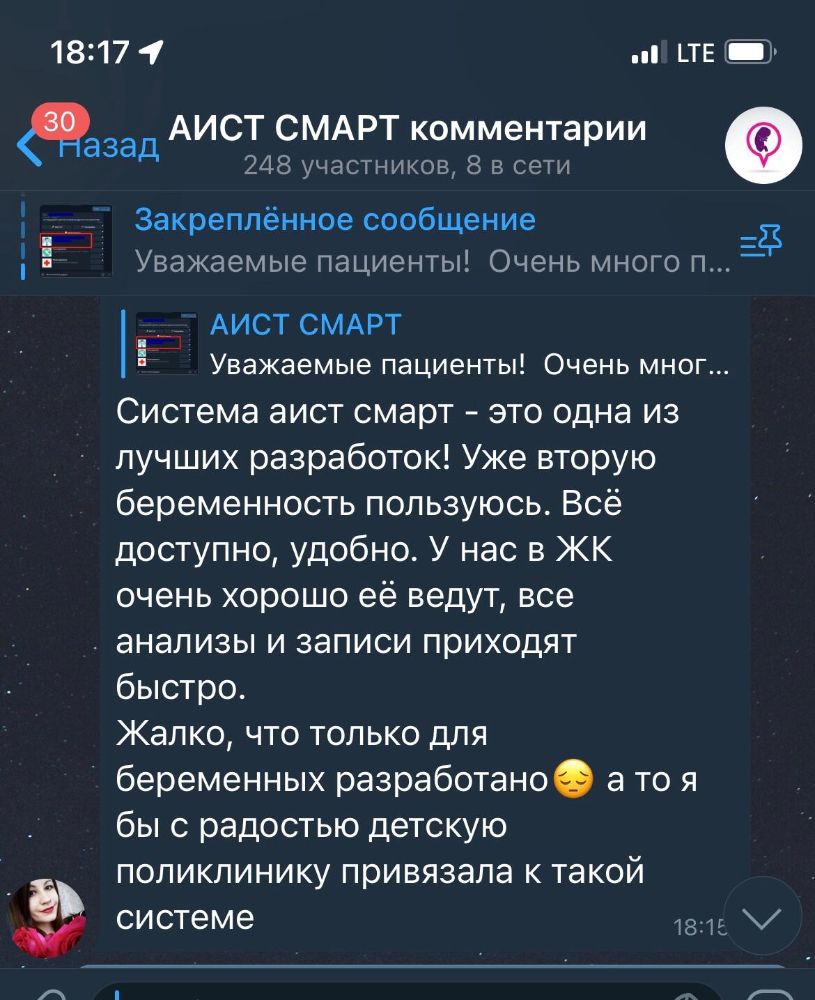 18:17
LTE
30
Назад
АИСТ СМАРТ комментарии
248 участников, 8 в сети
Закреплённое сообщение
Уважаемые пациенты!  Очень много п...
АИСТ СМАРТ
Уважаемые пациенты!  Очень мног...
Система аист смарт - это одна из
лучших разработок! Уже вторую
беременность пользуюсь. Всё
доступно, удобно. У нас в ЖК
очень хорошо её ведут, все
анализы и записи приходят
быстро.
Жалко, что только для
беременных разработано😔 а то я
бы с радостью детскую
поликлинику привязала к такой
системе
18:15